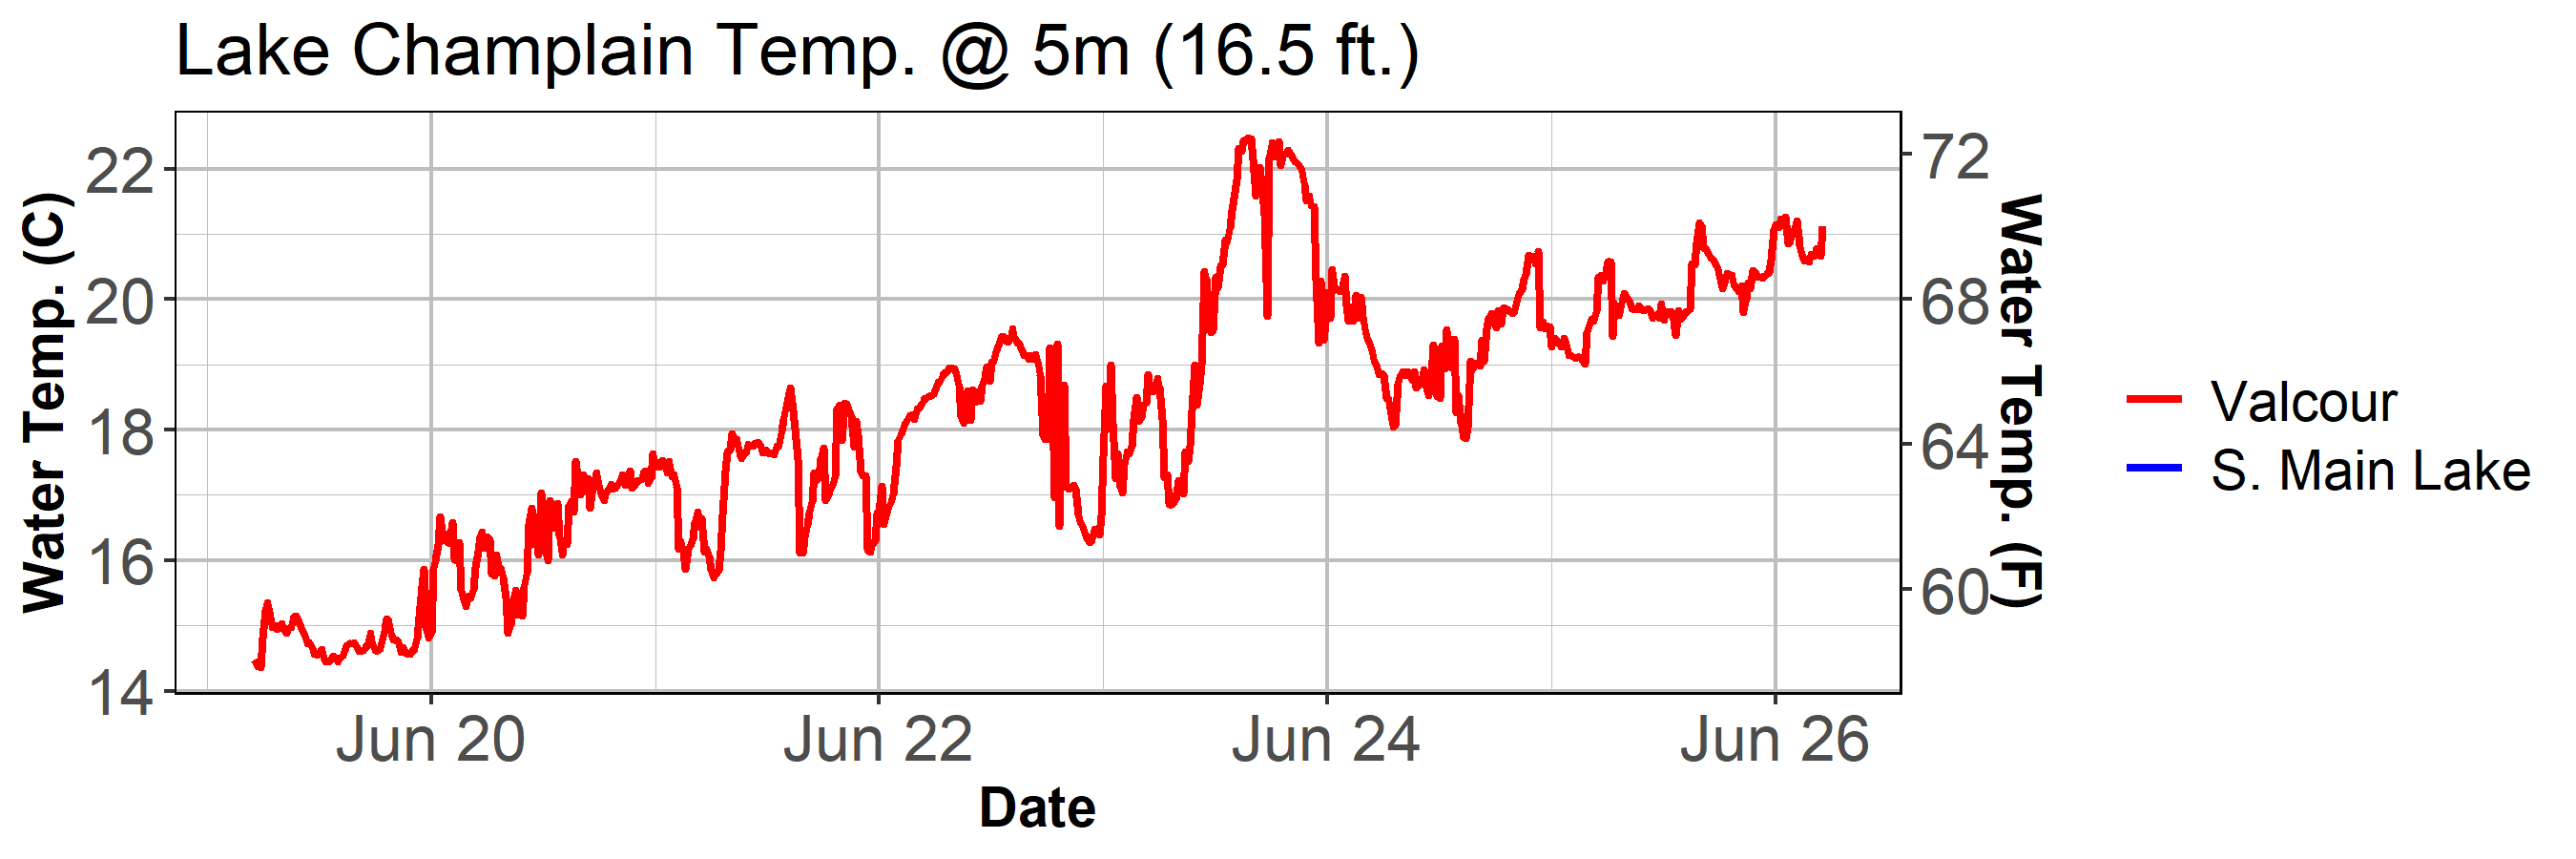 Lake Champlain Temp. @ 5m (16.5 ft.)
Water Temp. (C)
22
20
18
16
14
72
68
64
60
Water Temp. (F)
Jun 20 Jun 22 Jun 24 Jun 26
Date
Valcour
S. Main Lake